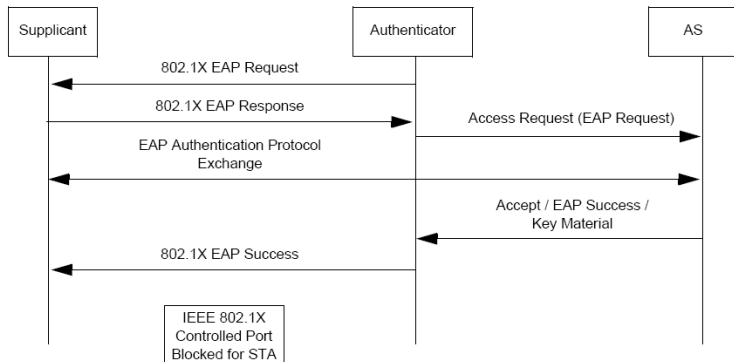 Supplicant
Authenticator
AS
802.1X EAP Request
802.1X EAP Response
Access Request (EAP Request)
EAP Authentication Protocol
Exchange
Accept / EAP Success /
Key Material
802.1X EAP Success
IEEE 802.1X
Controlled Port
Blocked for STA